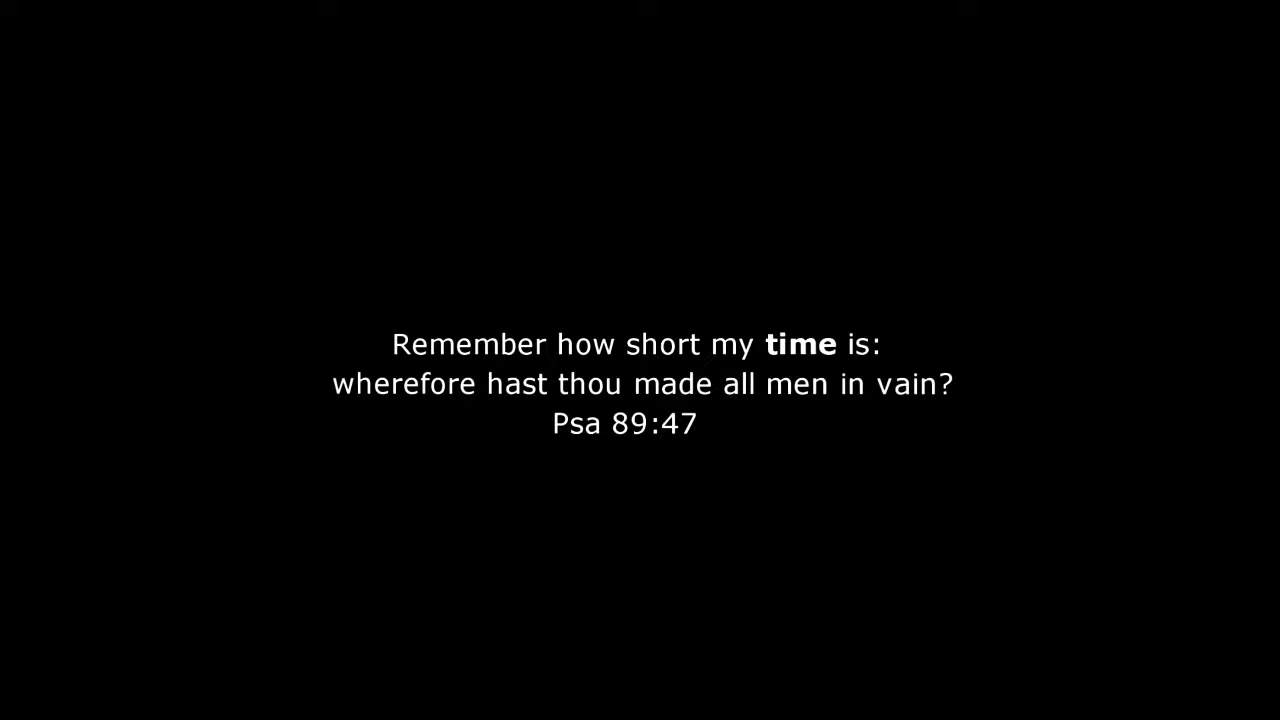 Remember how short my time is:
wherefore hast thou made all men in vain?
Psa 89:47